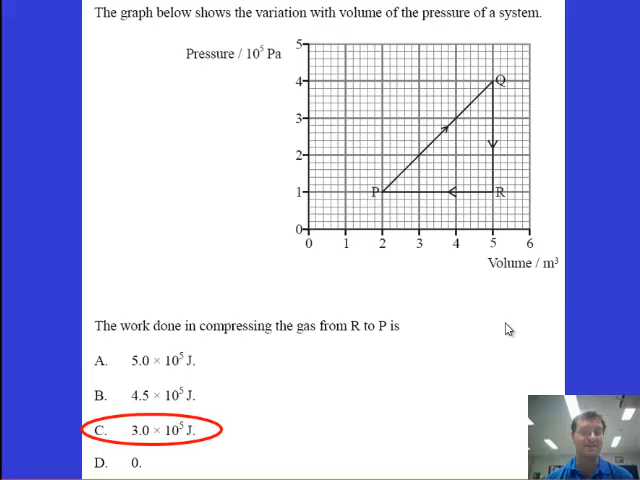 The graph below shows the variation with volume of the pressure of a system.
Pressure / 10⁵ Pa
5
4
Q
3
2
1
P
R
0
0 1 2 3 4 5 6
Volume / m³
The work done in compressing the gas from R to P is
A. 5.0 × 10⁵ J.
B. 4.5 × 10⁵ J.
C. 3.0 × 10⁵ J.
D. 0.